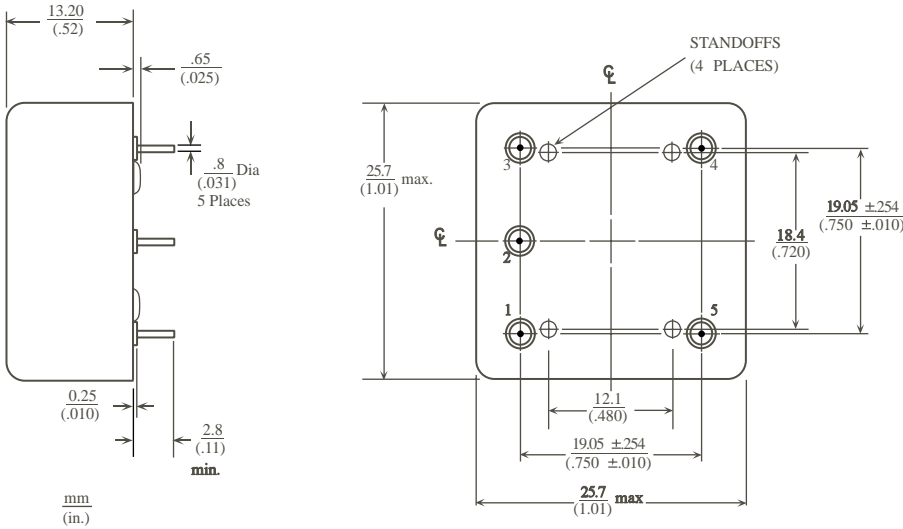 13.20
(.52)
.65
(.025)
.8 Dia
(.031)
5 Places
0.25
(.010)
2.8
(.11)
min.
mm
(in.)
STANDOFFS
(4 PLACES)
℄
3
4
25.7 max.
(1.01)
℄
2
18.4
(.720)
19.05 ±.254
(.750 ±.010)
1
5
12.1
(.480)
19.05 ±.254
(.750 ±.010)
25.7 max
(1.01)